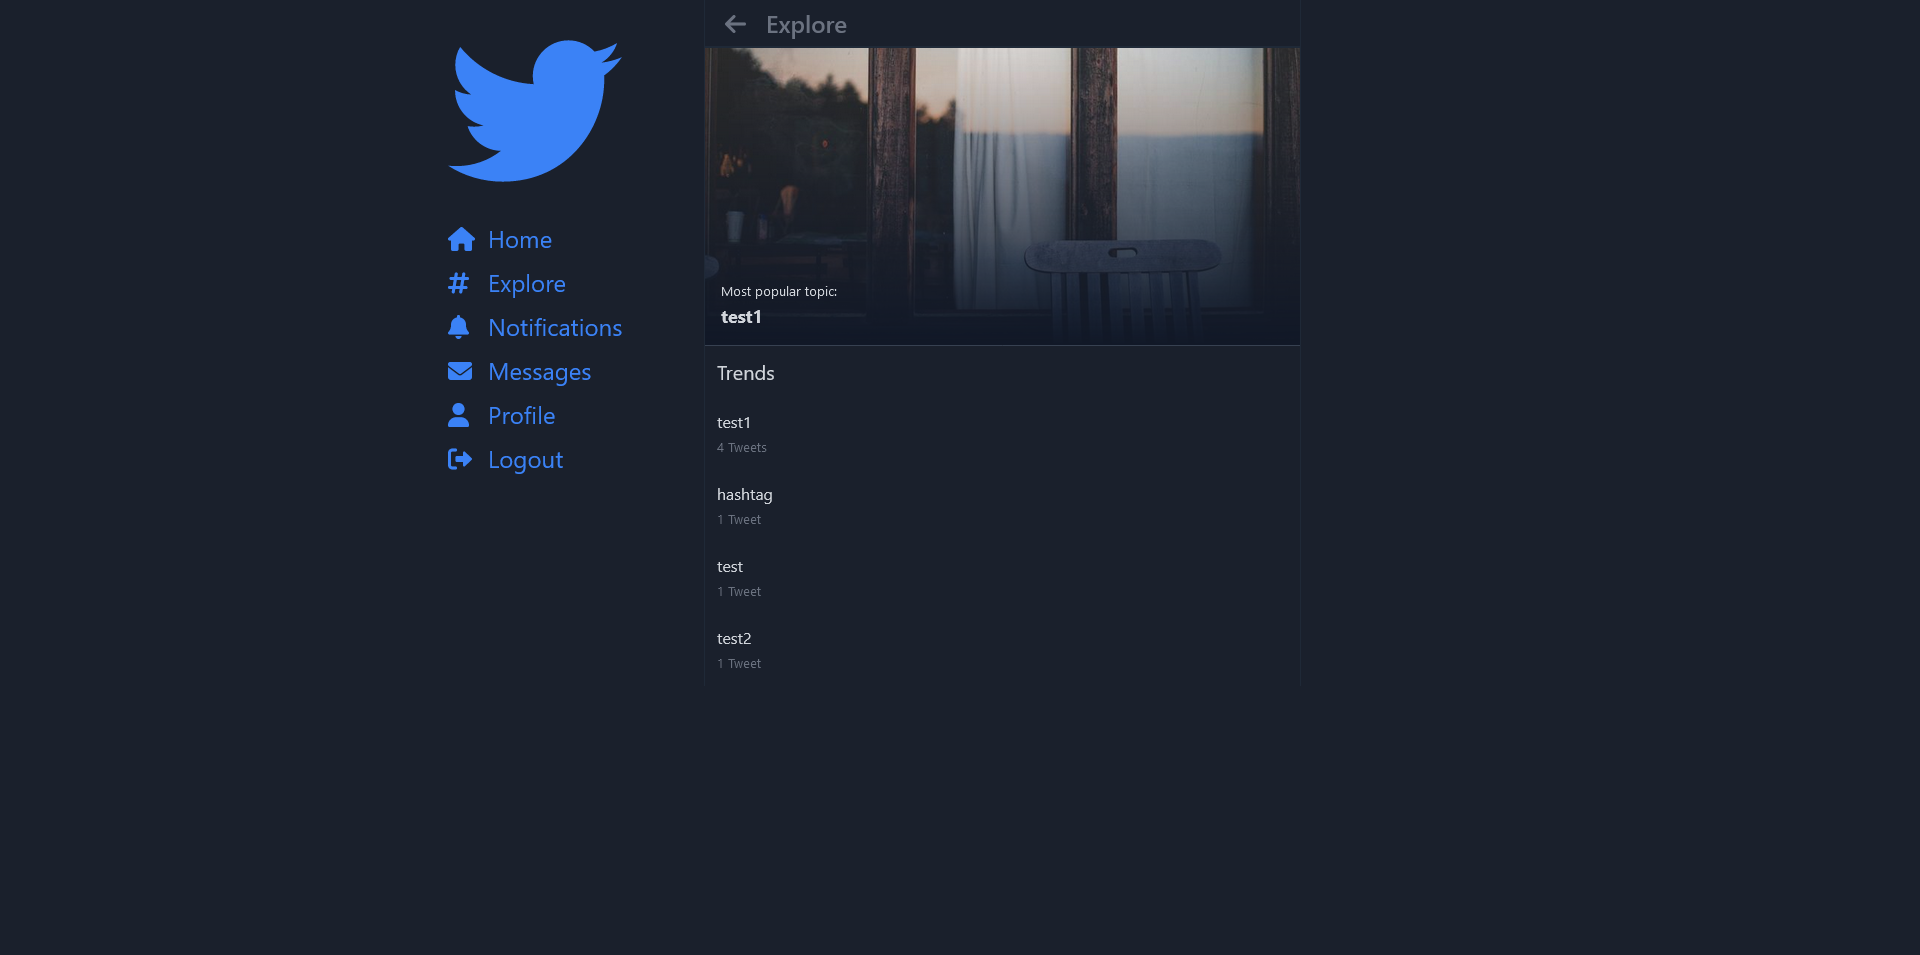 Home
Explore
Notifications
Messages
Profile
Logout
Explore
Most popular topic:
test1
Trends
test1
4 Tweets
hashtag
1 Tweet
test
1 Tweet
test2
1 Tweet